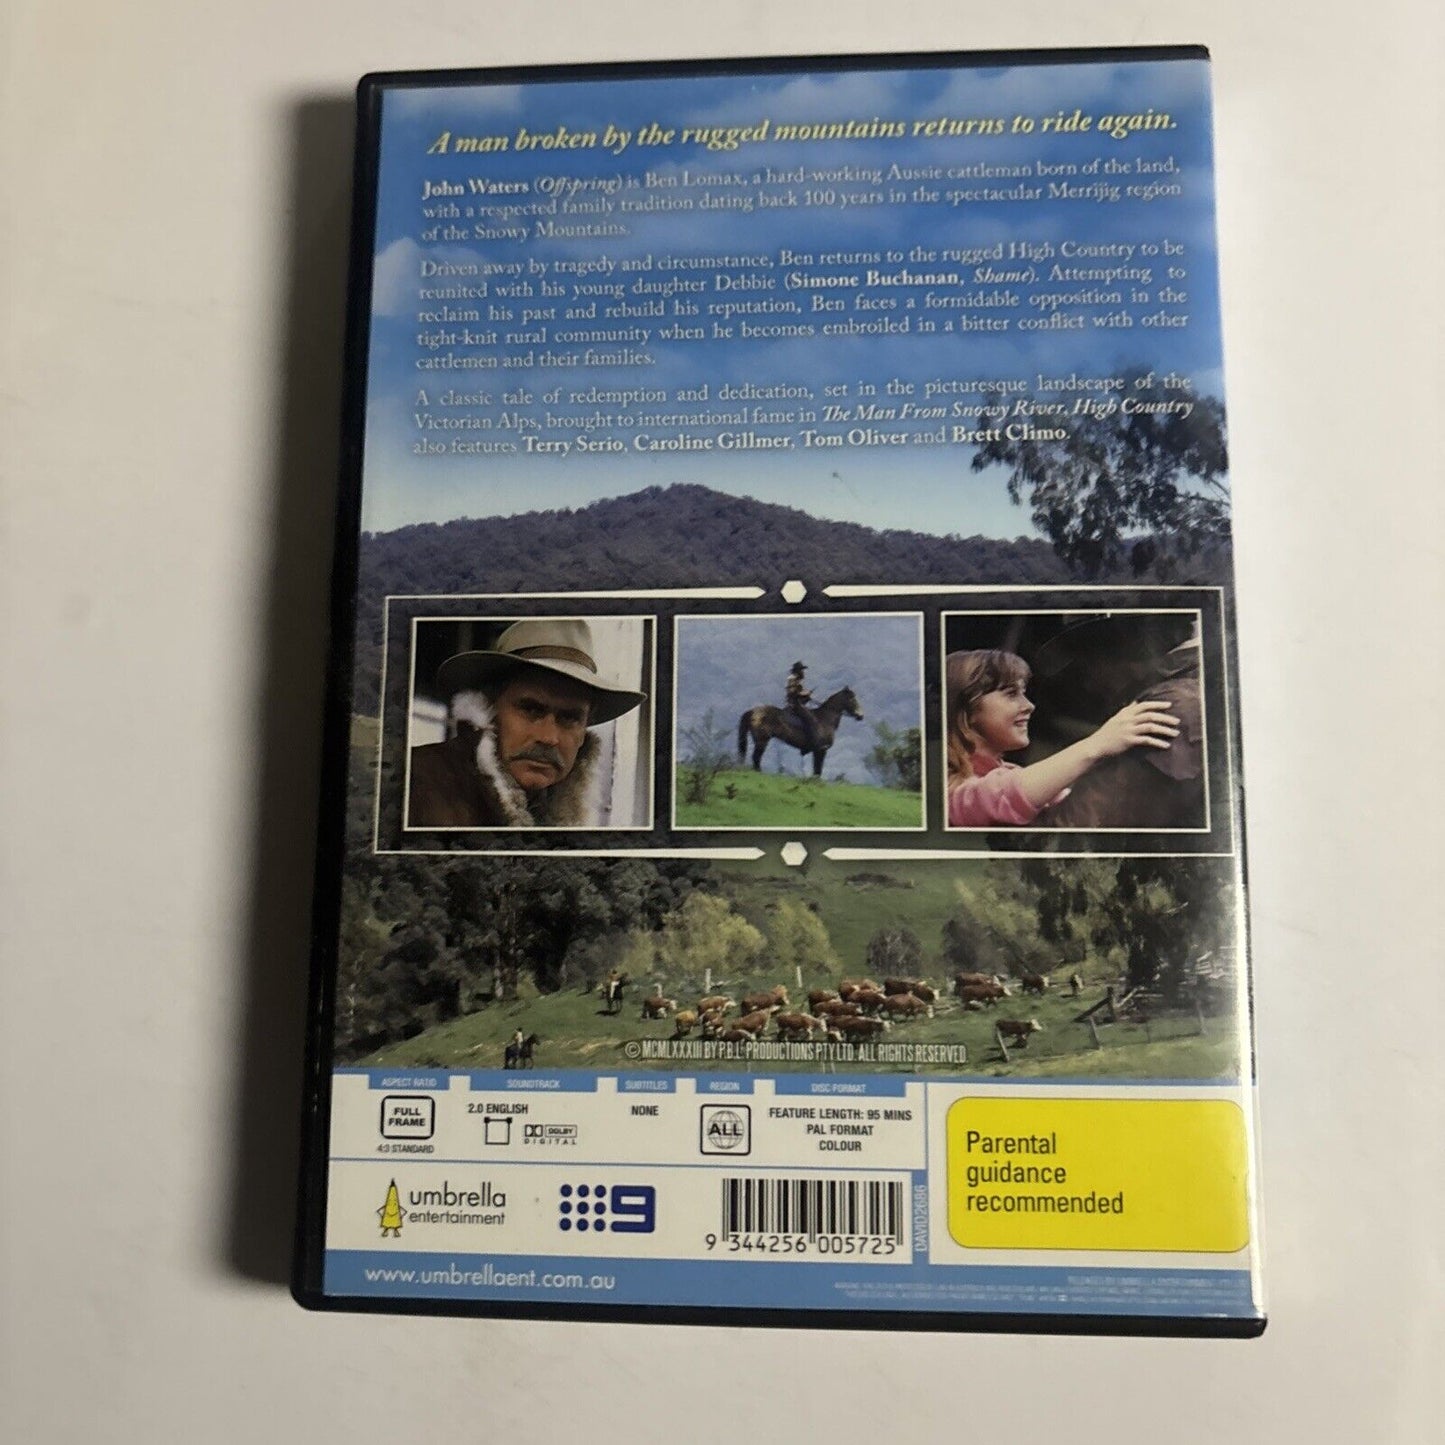 A man broken by the rugged mountains returns to ride again.
John Waters (Offspring) is Ben Lomax, a hard-working Aussie cattleman born of the land,
with a respected family tradition dating back 100 years in the spectacular Merrijig region
of the Snowy Mountains.
Driven away by tragedy and circumstance, Ben returns to the rugged High Country to be
reunited with his young daughter Debbie (Simone Buchanan, Shame). Attempting to
reclaim his past and rebuild his reputation, Ben faces a formidable opposition in the
tight-knit rural community when he becomes embroiled in a bitter conflict with other
cattlemen and their families.
A classic tale of redemption and dedication, set in the picturesque landscape of the
Victorian Alps, brought to international fame in The Man From Snowy River, High Country
also features Terry Serio, Caroline Gillmer, Tom Oliver and Brett Climo.
© MCMLXXXIII BY P.B.L. PRODUCTIONS PTY LTD. ALL RIGHTS RESERVED.
ASPECT RATIO
SOUNDTRACK
SUBTITLES
REGION
DISC FORMAT
FULL
FRAME
4:3 STANDARD
2.0 ENGLISH
DOLBY
DIGITAL
NONE
ALL
FEATURE LENGTH: 95 MINS
PAL FORMAT
COLOUR
Parental
guidance
recommended
umbrella
entertainment
9
9 344256 005725
DAVID2686
www.umbrellaent.com.au